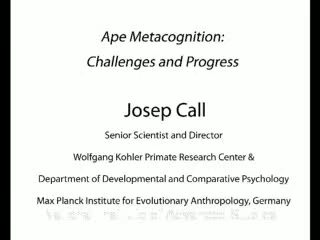 Ape Metacognition:
Challenges and Progress
Josep Call
Senior Scientist and Director
Wolfgang Kohler Primate Research Center &
Department of Developmental and Comparative Psychology
Max Planck Institute for Evolutionary Anthropology, Germany